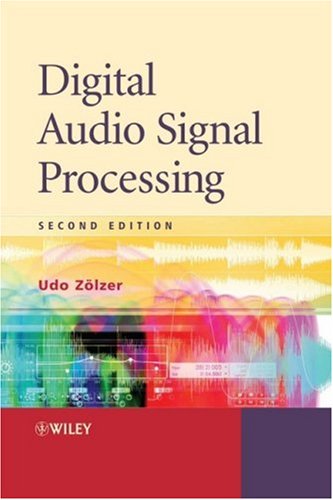 Digital
Audio Signal
Processing
SECOND EDITION
Udo Zölzer
WILEY